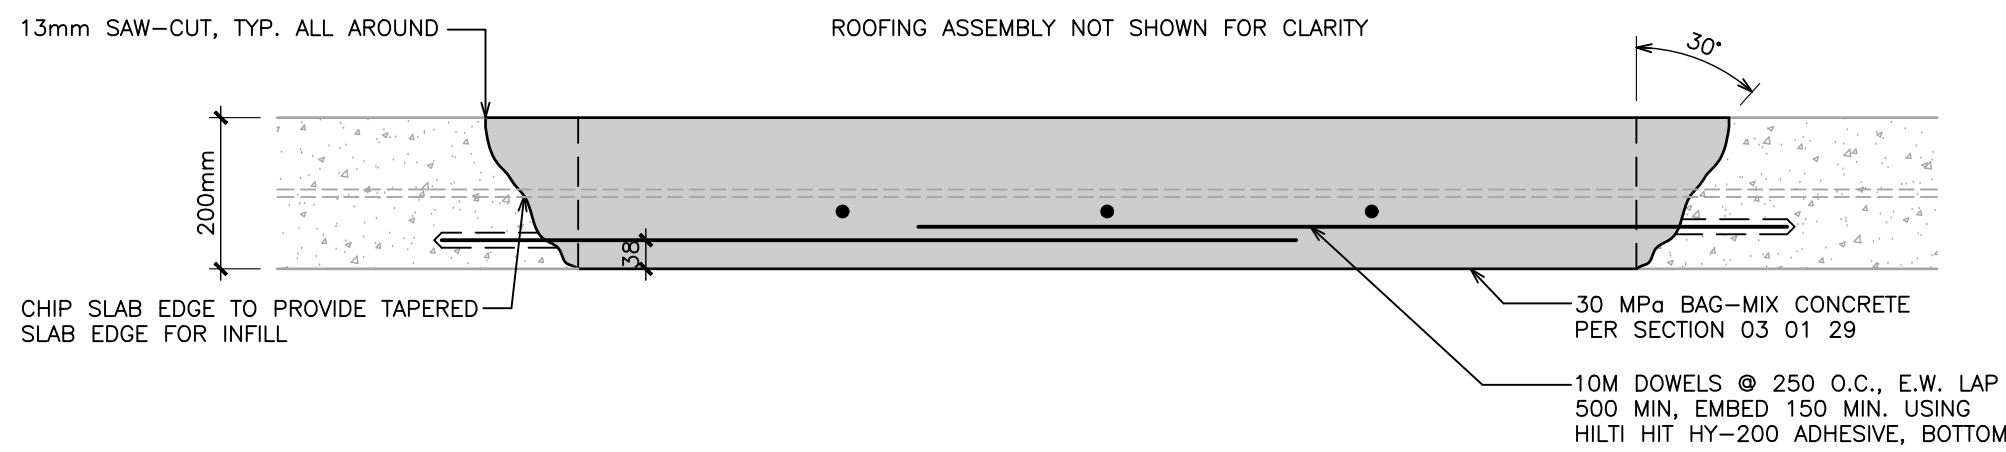 13mm SAW-CUT, TYP. ALL AROUND
ROOFING ASSEMBLY NOT SHOWN FOR CLARITY
30°
200mm
38
CHIP SLAB EDGE TO PROVIDE TAPERED
SLAB EDGE FOR INFILL
30 MPa BAG-MIX CONCRETE
PER SECTION 03 01 29
10M DOWELS @ 250 O.C., E.W. LAP
500 MIN, EMBED 150 MIN. USING
HILTI HIT HY-200 ADHESIVE, BOTTOM